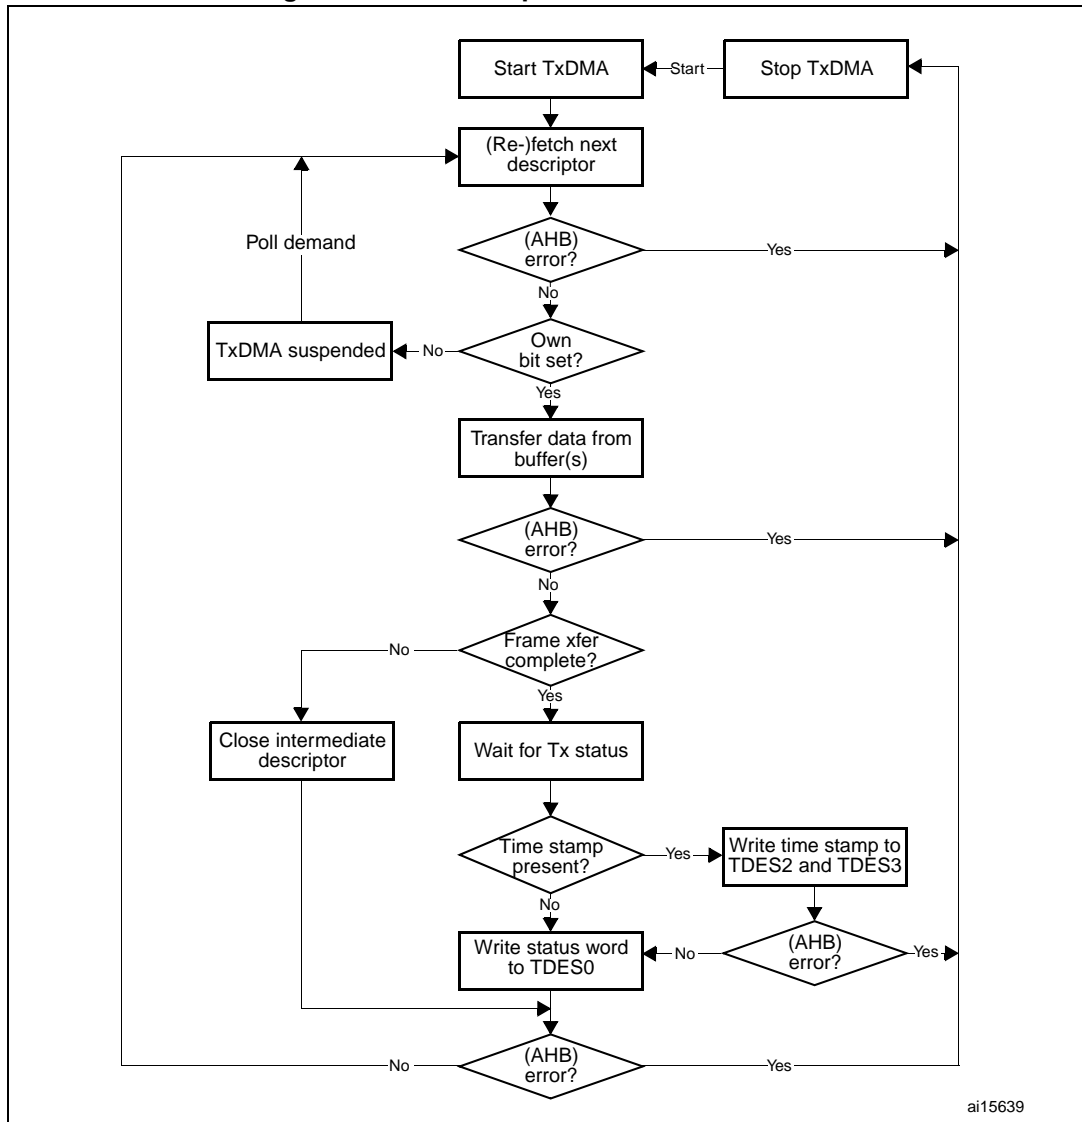 Start TxDMA
Start
Stop TxDMA
(Re-)fetch next
descriptor
Poll demand
(AHB)
error?
Yes
No
TxDMA suspended
No
Own
bit set?
Yes
Transfer data from
buffer(s)
(AHB)
error?
Yes
No
No
Frame xfer
complete?
Yes
Close intermediate
descriptor
Wait for Tx status
Time stamp
present?
Yes
Write time stamp to
TDES2 and TDES3
No
Write status word
to TDES0
No
(AHB)
error?
Yes
No
(AHB)
error?
Yes
ai15639